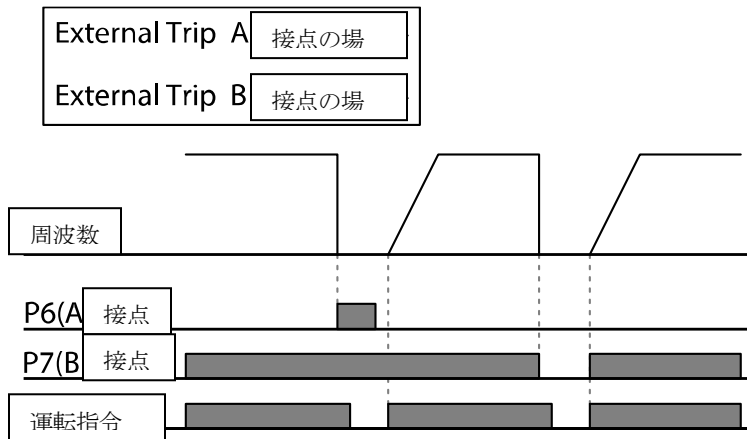 External Trip A 接点の場
External Trip B 接点の場
周波数
P6(A 接点
P7(B 接点
運転指令